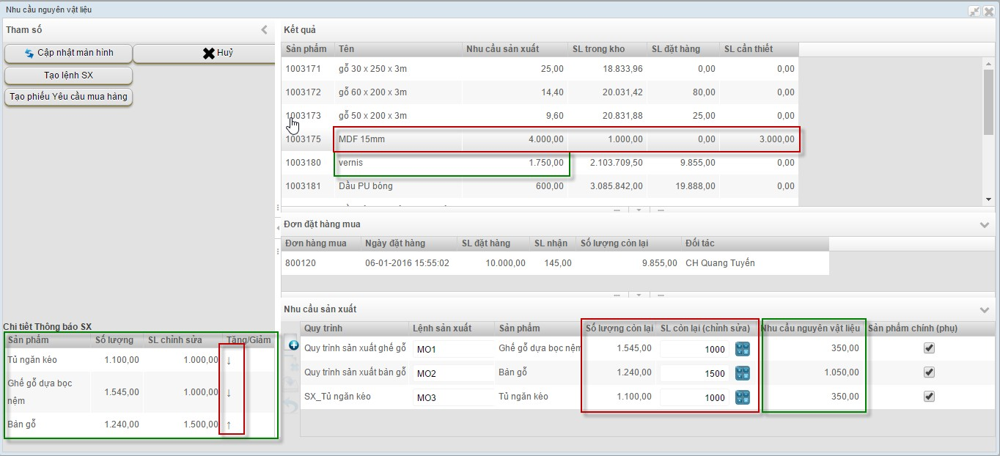 Nhu cầu nguyên vật liệu
Tham số
Cập nhật màn hình Huỷ
Tạo lệnh SX
Tạo phiếu Yêu cầu mua hàng
Kết quả
Sản phẩm Tên Nhu cầu sản xuất SL trong kho SL đặt hàng SL cần thiết
1003171 gỗ 30 x 250 x 3m 25,00 18.833,96 0,00 0,00
1003172 gỗ 60 x 200 x 3m 14,40 20.031,42 80,00 0,00
1003173 gỗ 50 x 200 x 3m 9,60 20.831,88 25,00 0,00
1003175 MDF 15mm 4.000,00 1.000,00 0,00 3.000,00
1003180 vernis 1.750,00 2.103.709,50 9.855,00 0,00
1003181 Dầu PU bóng 600,00 3.085.842,00 19.888,00 0,00
Đơn đặt hàng mua
Đơn hàng mua Ngày đặt hàng SL đặt hàng SL nhận Số lượng còn lại Đối tác
800120 06-01-2016 15:55:02 10.000,00 145,00 9.855,00 CH Quang Tuyến
Nhu cầu sản xuất
Quy trình Lệnh sản xuất Sản phẩm Số lượng còn lại SL còn lại (chỉnh sửa) Nhu cầu nguyên vật liệu Sản phẩm chính (phụ)
Quy trình sản xuất ghế gỗ MO1 Ghế gỗ dựa bọc nệm 1.545,00 1000 350,00
Quy trình sản xuất bàn gỗ MO2 Bàn gỗ 1.240,00 1500 1.050,00
SX_Tủ ngăn kéo MO3 Tủ ngăn kéo 1.100,00 1000 350,00
Chi tiết Thông báo SX
Sản phẩm Số lượng SL chỉnh sửa Tăng/Giảm
Tủ ngăn kéo 1.100,00 1.000,00 ↓
Ghế gỗ dựa bọc
nệm 1.545,00 1.000,00 ↓
Bàn gỗ 1.240,00 1.500,00 ↑